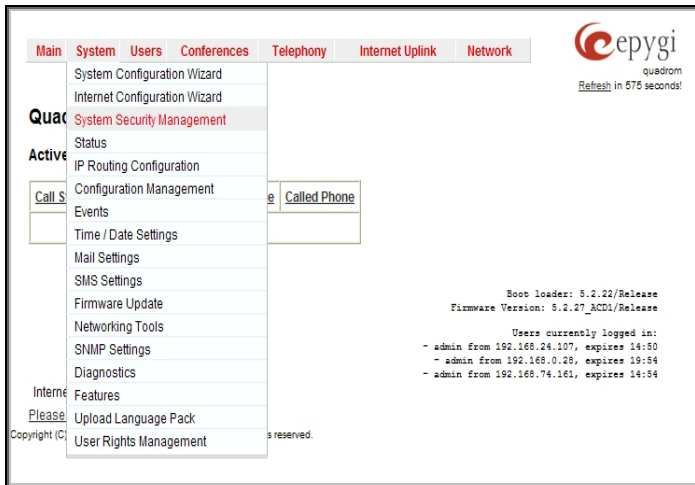 epygi
Main System Users Conferences Telephony Internet Uplink Network
quadrom
Refresh in 575 seconds!
System Configuration Wizard
Internet Configuration Wizard
System Security Management
Status
IP Routing Configuration
Configuration Management
Events
Time / Date Settings
Mail Settings
SMS Settings
Firmware Update
Networking Tools
SNMP Settings
Diagnostics
Features
Upload Language Pack
User Rights Management
Quad
Active
Call S
e Called Phone
Boot loader: 5.2.22/Release
Firmware Version: 5.2.27_ACD1/Release
Users currently logged in:
- admin from 192.168.24.107, expires 14:50
- admin from 192.168.0.28, expires 19:54
- admin from 192.168.74.161, expires 14:54
Interne
Please
Copyright (C) s reserved.